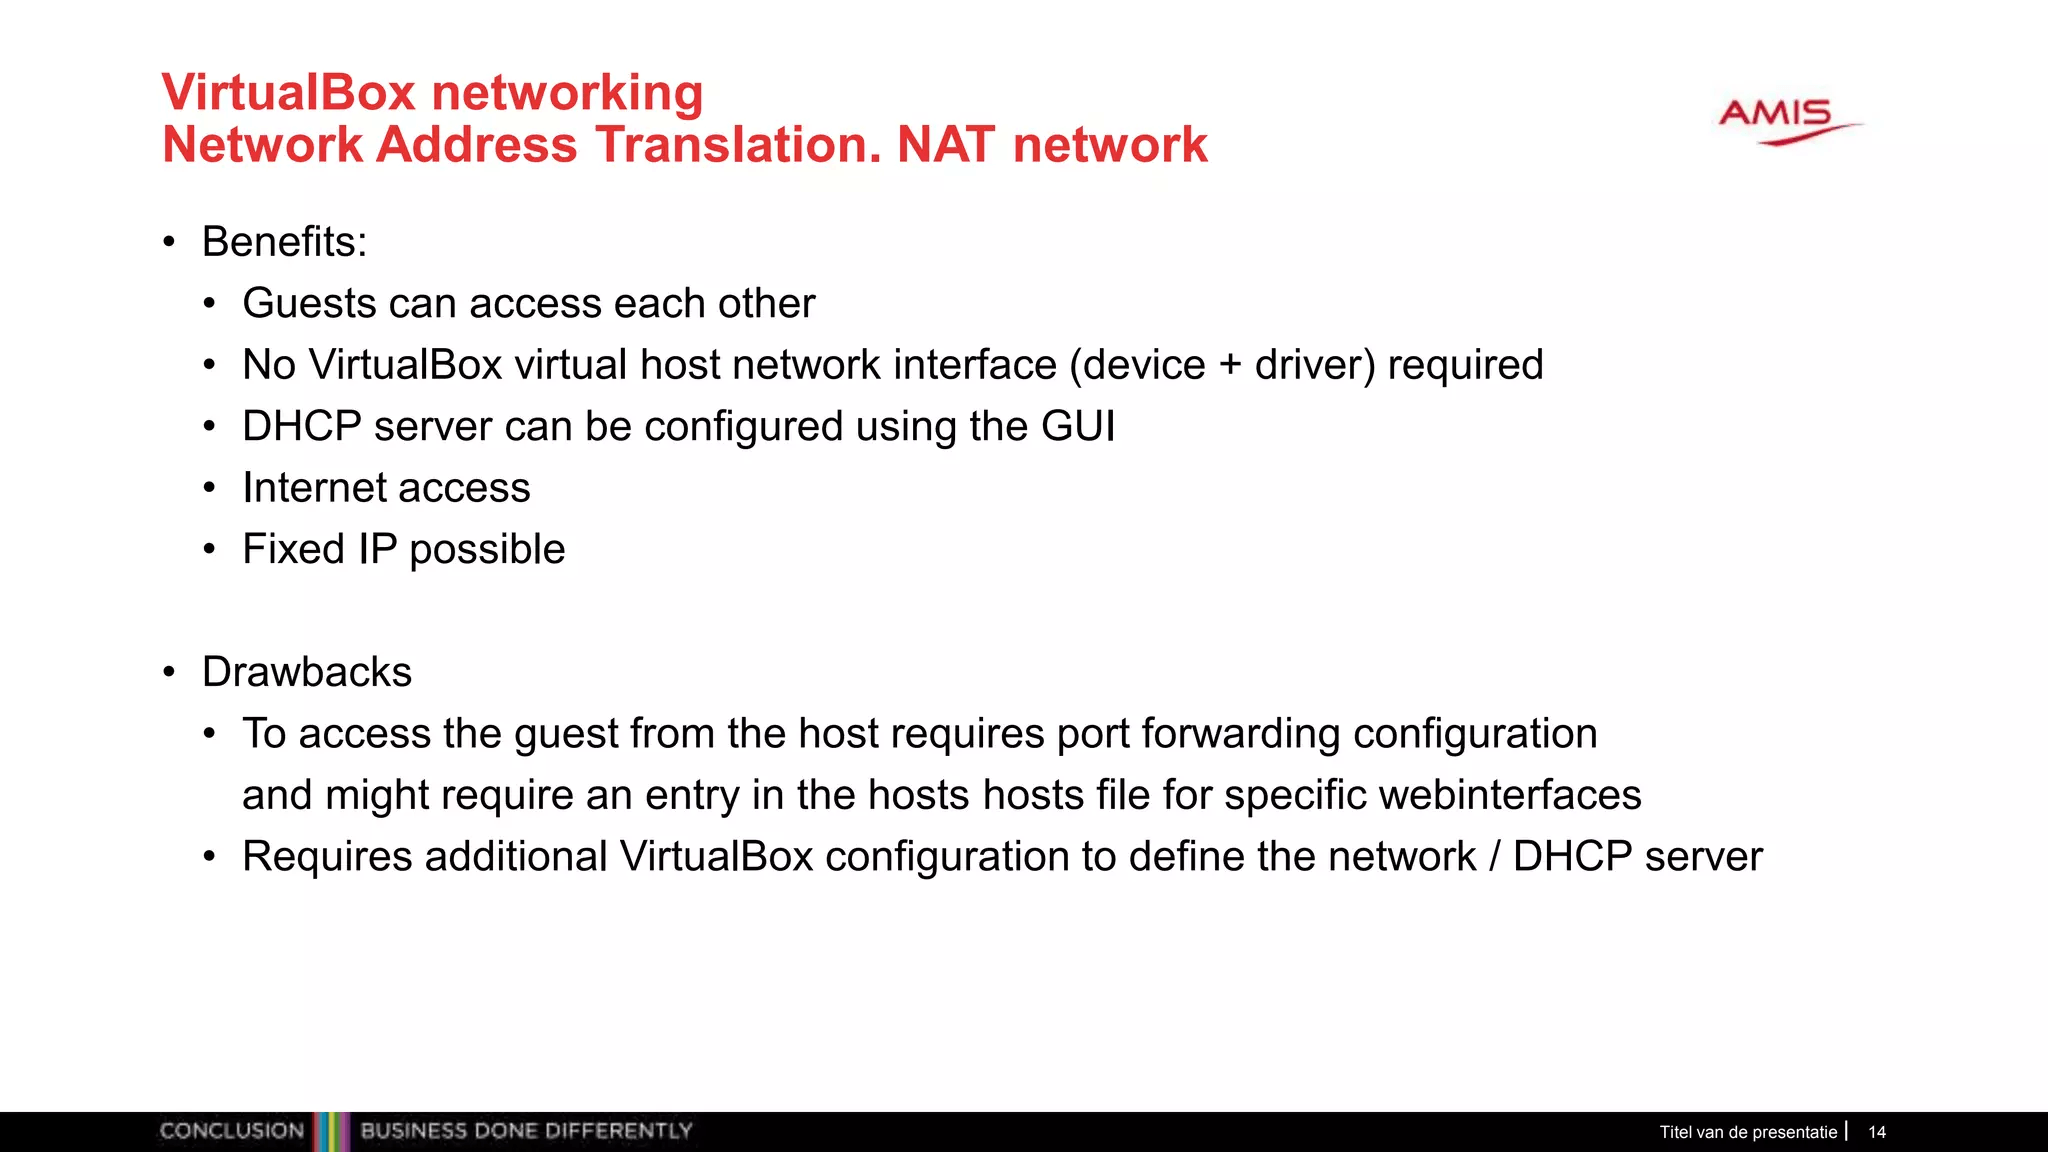 VirtualBox networking
Network Address Translation. NAT network
AMIS
• Benefits:
• Guests can access each other
• No VirtualBox virtual host network interface (device + driver) required
• DHCP server can be configured using the GUI
• Internet access
• Fixed IP possible
• Drawbacks
• To access the guest from the host requires port forwarding configuration
and might require an entry in the hosts hosts file for specific webinterfaces
• Requires additional VirtualBox configuration to define the network / DHCP server
CONCLUSION BUSINESS DONE DIFFERENTLY
Titel van de presentatie | 14